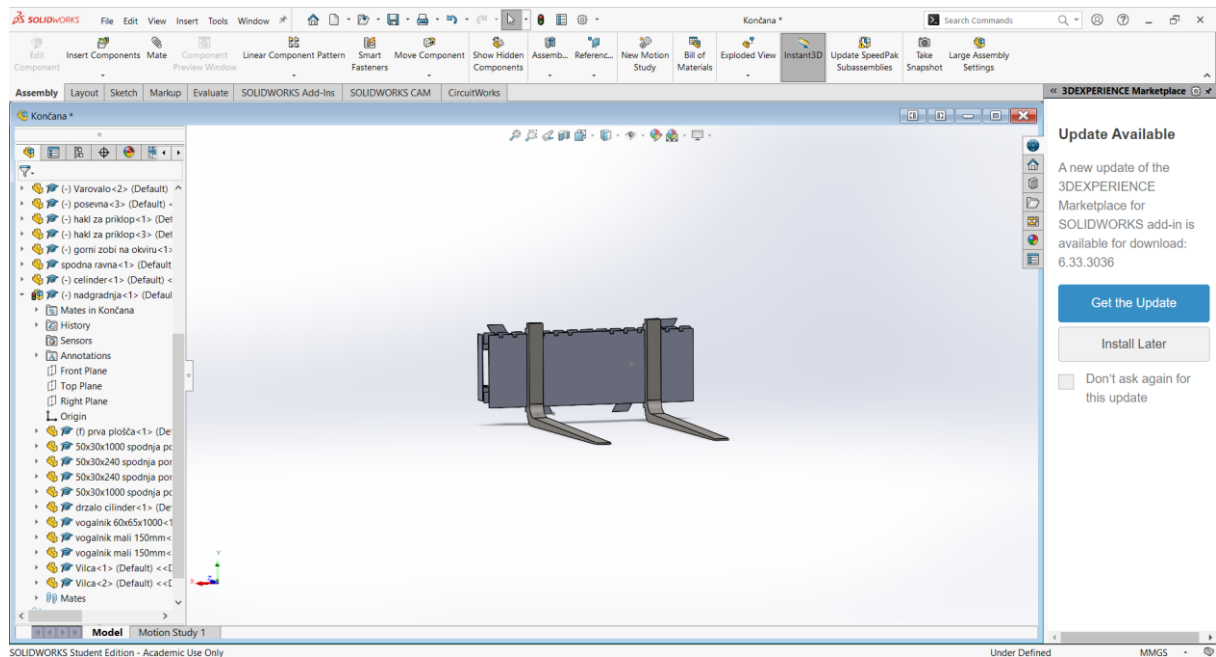 SOLIDWORKS File Edit View Insert Tools Window Končana * Search Commands
Edit Component
Insert Components
Mate
Component Preview Window
Linear Component Pattern
Smart Fasteners
Move Component
Show Hidden Components
Assemb...
Referenc...
New Motion Study
Bill of Materials
Exploded View
Instant3D
Update SpeedPak Subassemblies
Take Snapshot
Large Assembly Settings
Assembly Layout Sketch Markup Evaluate SOLIDWORKS Add-Ins SOLIDWORKS CAM CircuitWorks
3DEXPERIENCE Marketplace
Končana *
(-) Varovalo<2> (Default)
(-) posevna<3> (Default) <
(-) hakl za priklop<1> (Def
(-) hakl za priklop<3> (Def
(-) gorni zobi na okviru<1>
spodna ravna<1> (Default
(-) celinder<1> (Default) <
(-) nadgradnja<1> (Defaul
Mates in Končana
History
Sensors
Annotations
Front Plane
Top Plane
Right Plane
Origin
(f) prva plošča<1> (De
50x30x1000 spodnja po
50x30x240 spodnja por
50x30x240 spodnja por
50x30x1000 spodnja po
drzalo cilinder<1> (De
vogalnik 60x65x1000<1
vogalnik mali 150mm<
vogalnik mali 150mm<
Vilca<1> (Default) <<D
Vilca<2> (Default) <<D
Mates
Y
X
Z
Model Motion Study 1
Update Available
A new update of the
3DEXPERIENCE
Marketplace for
SOLIDWORKS add-in is
available for download:
6.33.3036
Get the Update
Install Later
Don't ask again for
this update
SOLIDWORKS Student Edition - Academic Use Only Under Defined MMGS